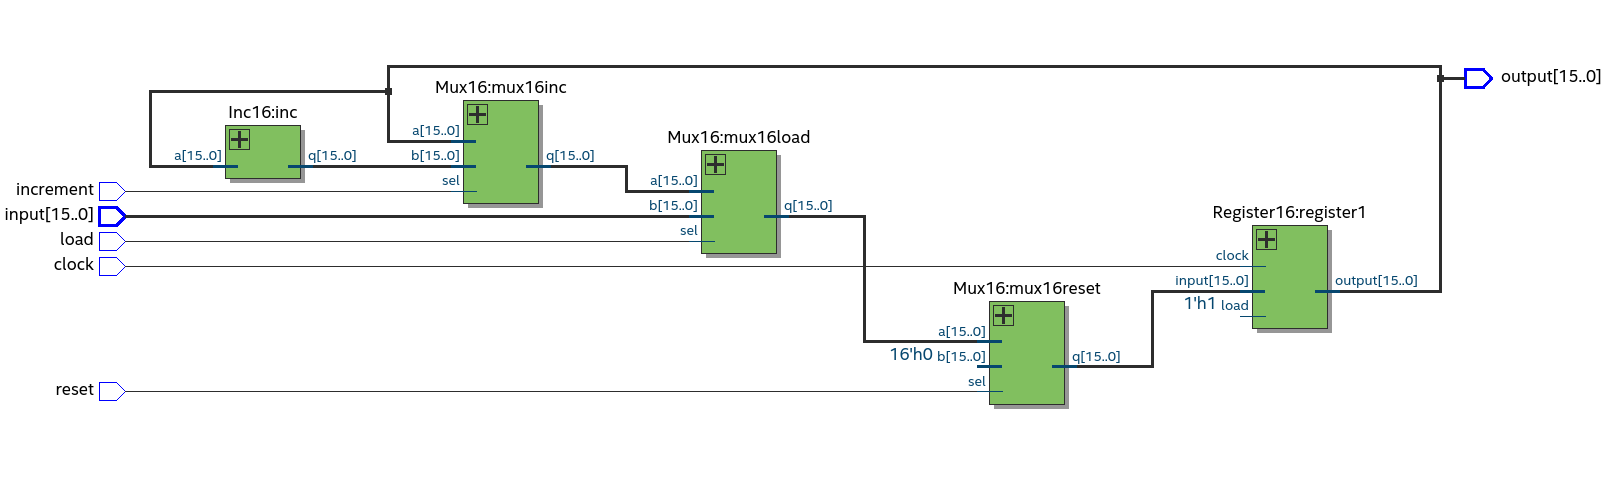 Mux16:mux16inc
Inc16:inc
a[15..0]
q[15..0]
a[15..0]
b[15..0]
sel
q[15..0]
Mux16:mux16load
a[15..0]
b[15..0]
sel
q[15..0]
increment
input[15..0]
load
clock
Register16:register1
clock
input[15..0]
1'h1 load
output[15..0]
output[15..0]
Mux16:mux16reset
a[15..0]
16'h0 b[15..0]
sel
q[15..0]
reset